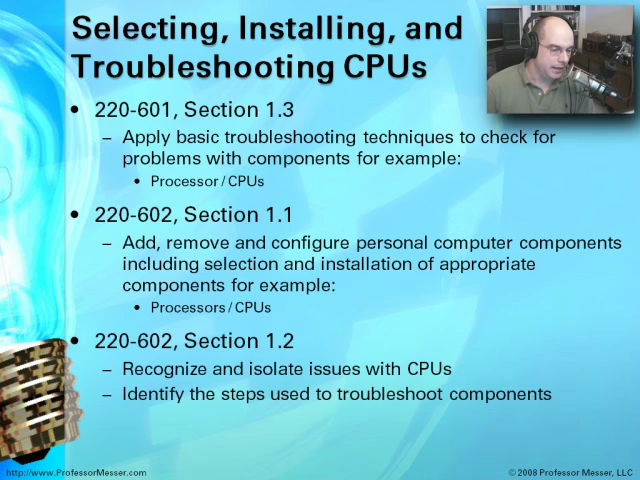 Selecting, Installing, and
Troubleshooting CPUs
• 220-601, Section 1.3
– Apply basic troubleshooting techniques to check for
problems with components for example:
• Processor/CPUs
• 220-602, Section 1.1
– Add, remove and configure personal computer components
including selection and installation of appropriate
components for example:
• Processors/CPUs
• 220-602, Section 1.2
– Recognize and isolate issues with CPUs
– Identify the steps used to troubleshoot components
http://www.ProfessorMesser.com
© 2008 Professor Messer, LLC